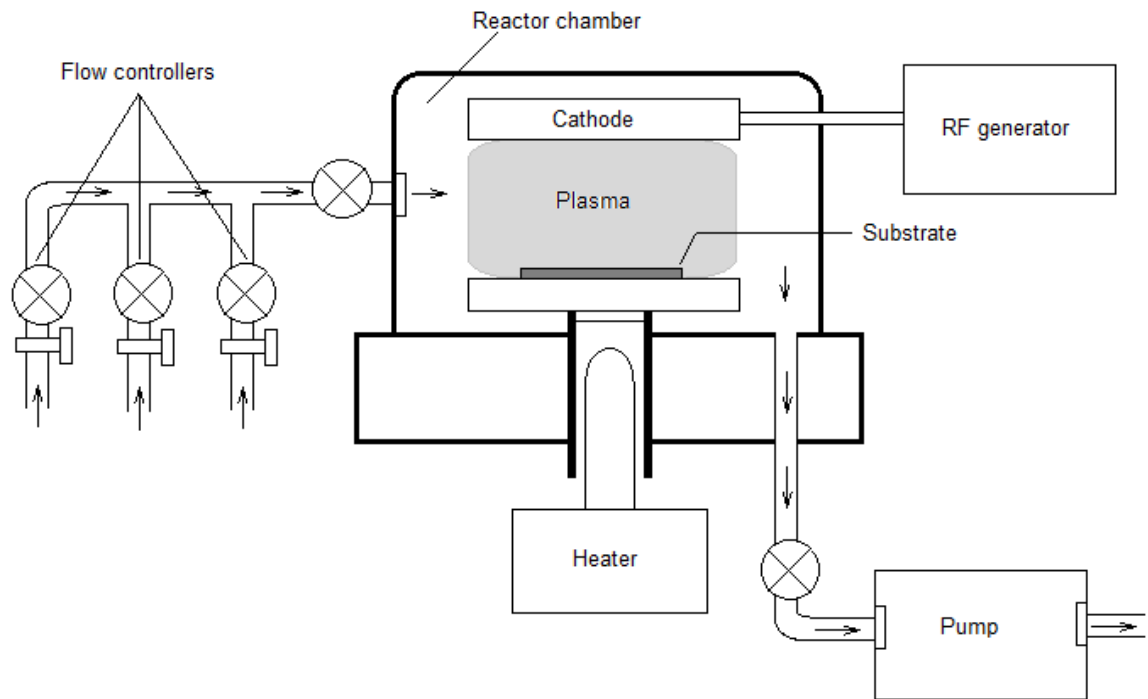 Reactor chamber
Flow controllers
Cathode
RF generator
Plasma
Substrate
Heater
Pump